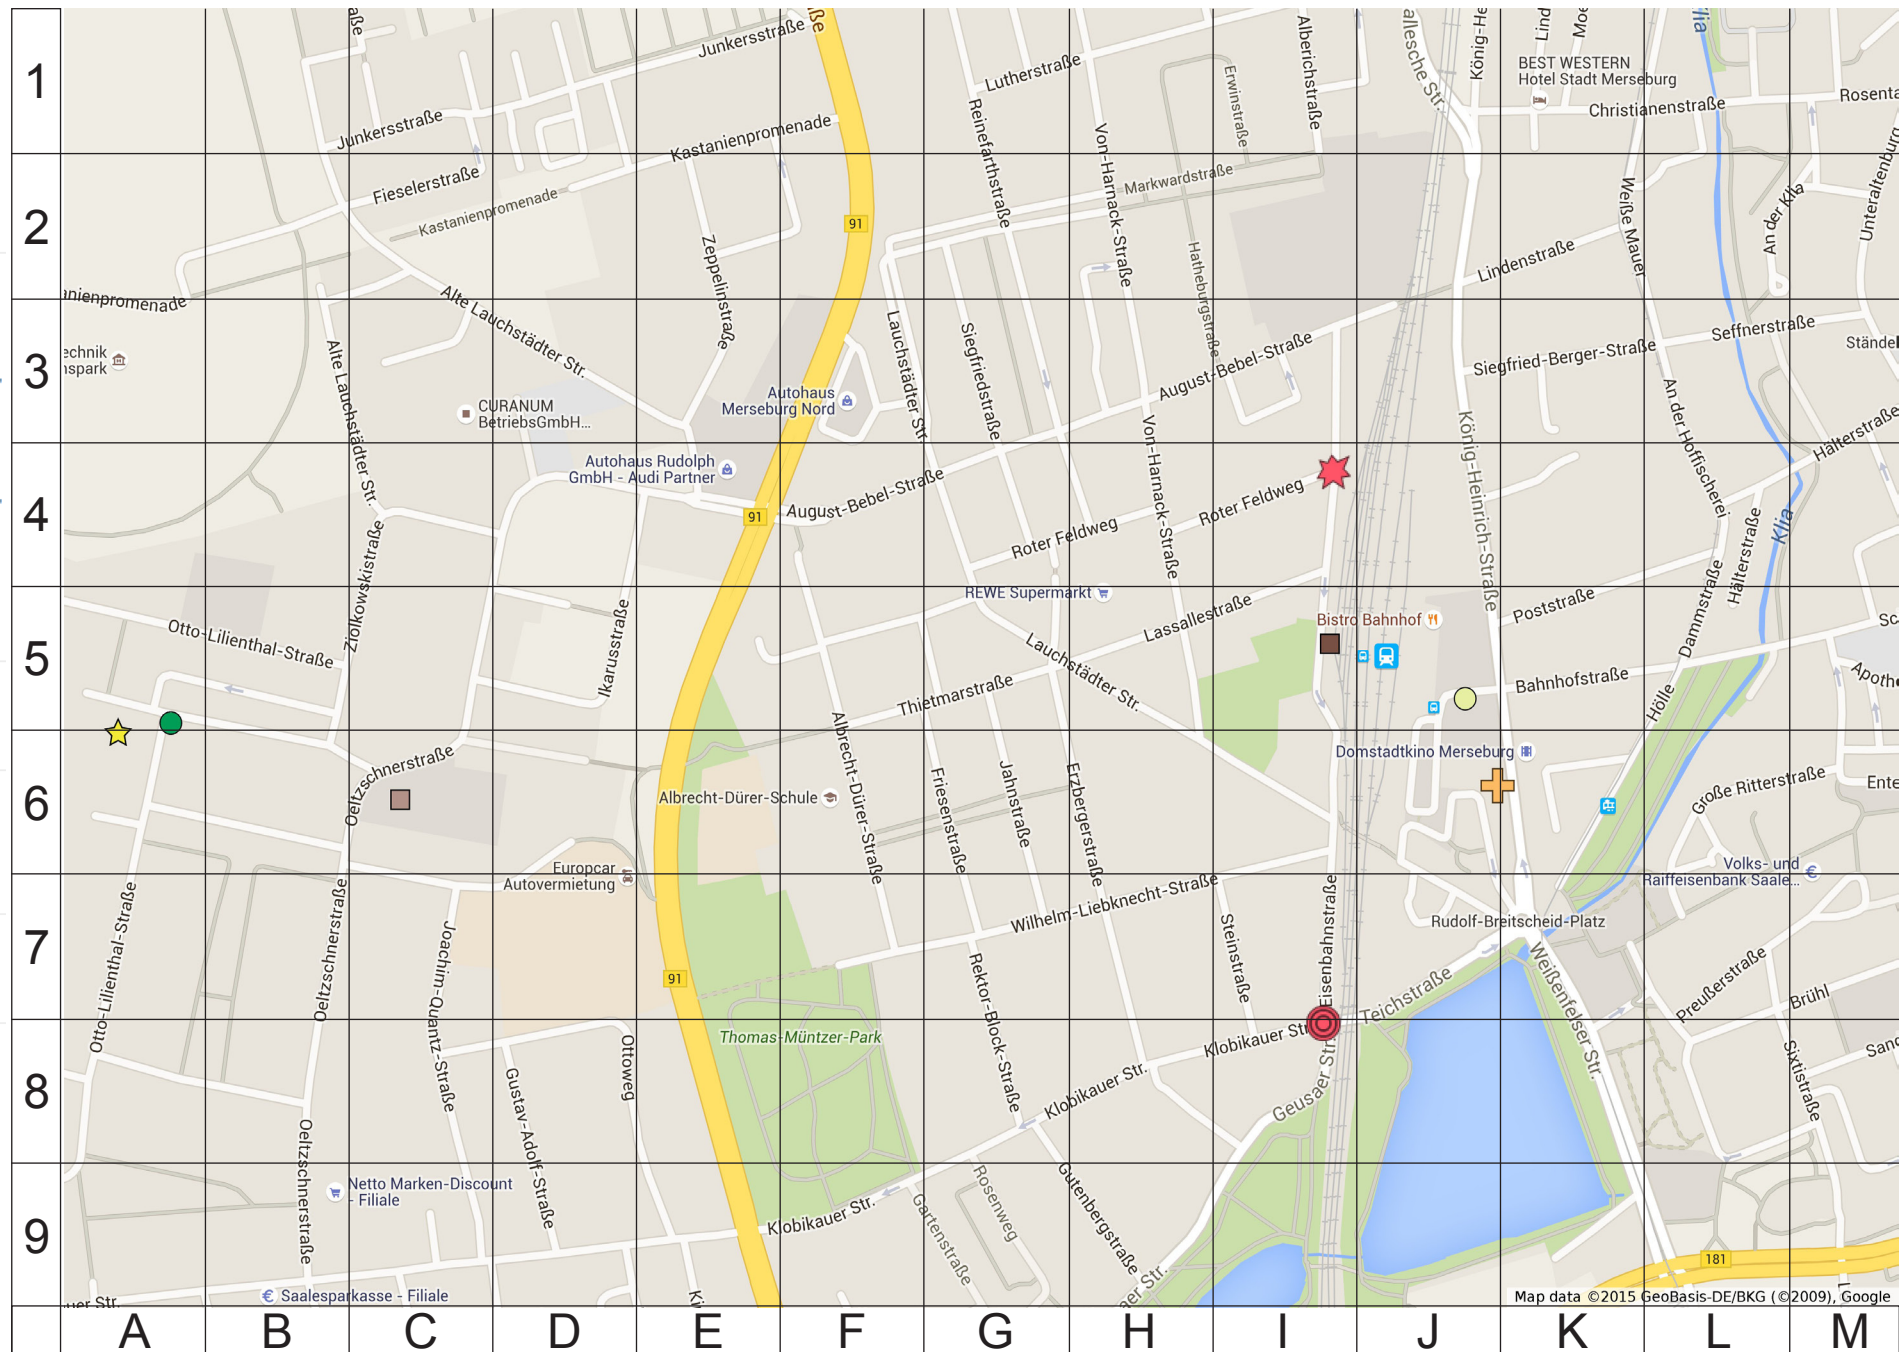 1
2
3
4
5
6
7
8
9
A B C D E F G H I J K L M
Junkersstraße
Lutherstraße
Alberichstraße
Erwinstraße
BEST WESTERN
Hotel Stadt Merseburg
Christianenstraße
Junkersstraße
Kastanienpromenade
Reinefarthstraße
Von-Harnack-Straße
Fieselerstraße
Kastanienpromenade
Markwardstraße
Hatheburgstraße
Zeppelinstraße
91
Weiße Mauer
An der Klia
Lindenstraße
Alte Lauchstädter Str.
Lauchstädter Str.
Siegfriedstraße
August-Bebel-Straße
Seffnerstraße
Siegfried-Berger-Straße
Alte Lauchstädter Str.
CURANUM
BetriebsGmbH...
Autohaus
Merseburg Nord
Von-Harnack-Straße
König-Heinrich-Straße
An der Hoffischerei
Hälterstraße
Autohaus Rudolph
GmbH - Audi Partner
August-Bebel-Straße
91
Roter Feldweg
Roter Feldweg
Klia
Hälterstraße
Ziolkowskistraße
REWE Supermarkt
Lassallestraße
Bistro Bahnhof
Poststraße
Dammstraße
Otto-Lilienthal-Straße
Ikarusstraße
Lauchstädter Str.
Thietmarstraße
Bahnhofstraße
Hölle
Domstadtkino Merseburg
Oeltzschnerstraße
Albrecht-Dürer-Schule
Albrecht-Dürer-Straße
Friesenstraße
Jahnstraße
Erzbergerstraße
Große Ritterstraße
Europcar
Autovermietung
Volks- und
Raiffeisenbank Saale...
Wilhelm-Liebknecht-Straße
Rudolf-Breitscheid-Platz
Otto-Lilienthal-Straße
Oeltzschnerstraße
Joachim-Quantz-Straße
91
Rektor-Block-Straße
Steinstraße
Eisenbahnstraße
Teichstraße
Weißenfelser Str.
Preußerstraße
Brühl
Thomas-Müntzer-Park
Klobikauer Str.
Geusaer Str.
Klobikauer Str.
Ottoweg
Gustav-Adolf-Straße
Sixtistraße
Oeltzschnerstraße
Netto Marken-Discount
- Filiale
Klobikauer Str.
Gartenstraße
Rosenweg
Gutenbergstraße
181
Saalesparkasse - Filiale
Map data ©2015 GeoBasis-DE/BKG (©2009), Google